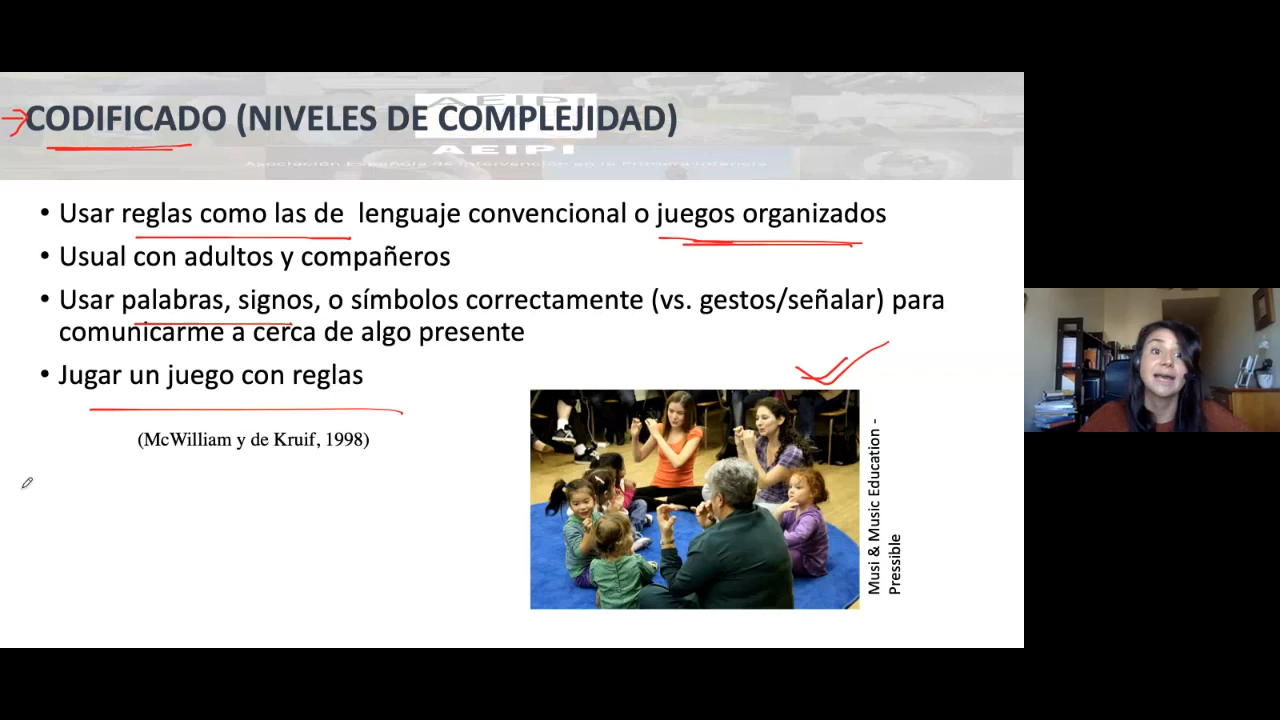 CODIFICADO (NIVELES DE COMPLEJIDAD)
AEIPI
AEIPI
Asociación Española de Intervención en la Primera Infancia
• Usar reglas como las de lenguaje convencional o juegos organizados
• Usual con adultos y compañeros
• Usar palabras, signos, o símbolos correctamente (vs. gestos/señalar) para
comunicarme a cerca de algo presente
• Jugar un juego con reglas
(McWilliam y de Kruif, 1998)
Musi & Music Education -
Pressible